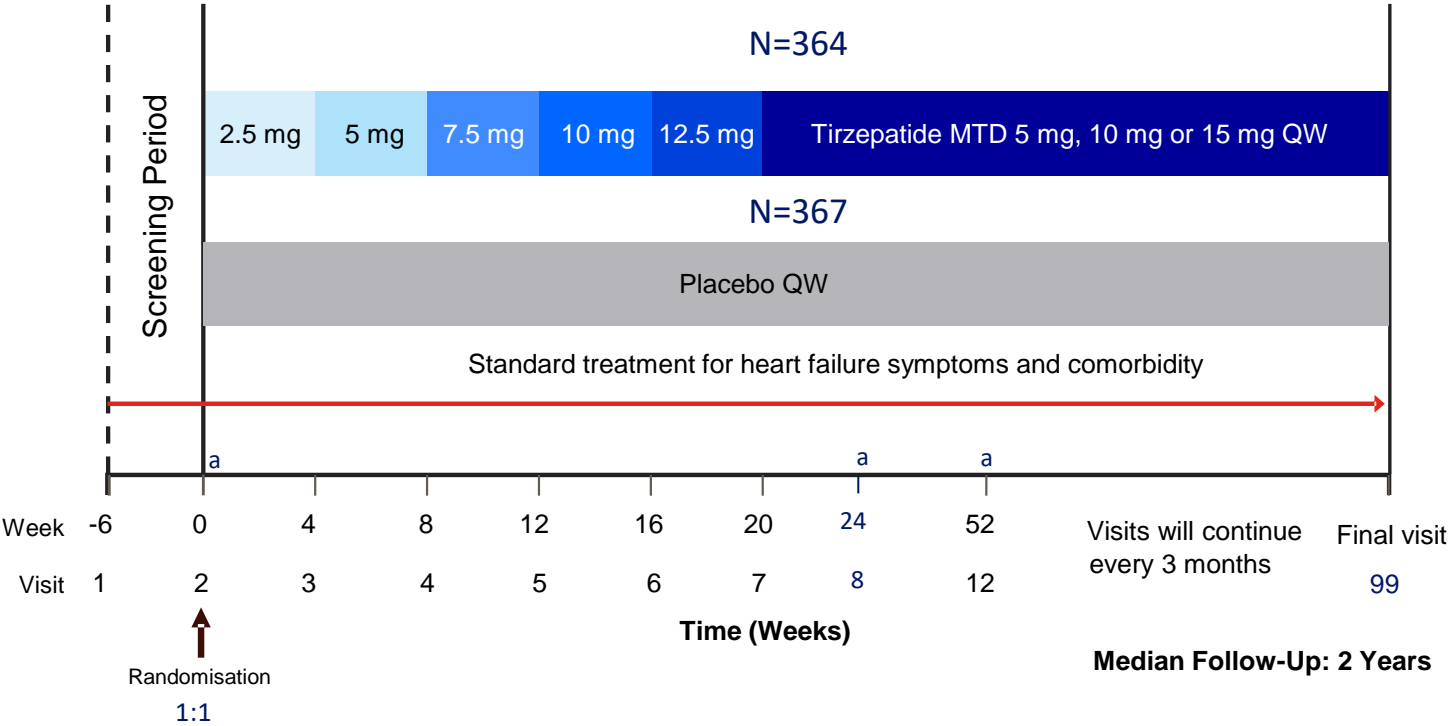 N=364
Screening Period
2.5 mg 5 mg 7.5 mg 10 mg 12.5 mg Tirzepatide MTD 5 mg, 10 mg or 15 mg QW
N=367
Placebo QW
Standard treatment for heart failure symptoms and comorbidity
a a a
Week -6 0 4 8 12 16 20 24 52
Visits will continue
every 3 months
Final visit
Visit 1 2 3 4 5 6 7 8 12 99
Time (Weeks)
Median Follow-Up: 2 Years
Randomisation
1:1